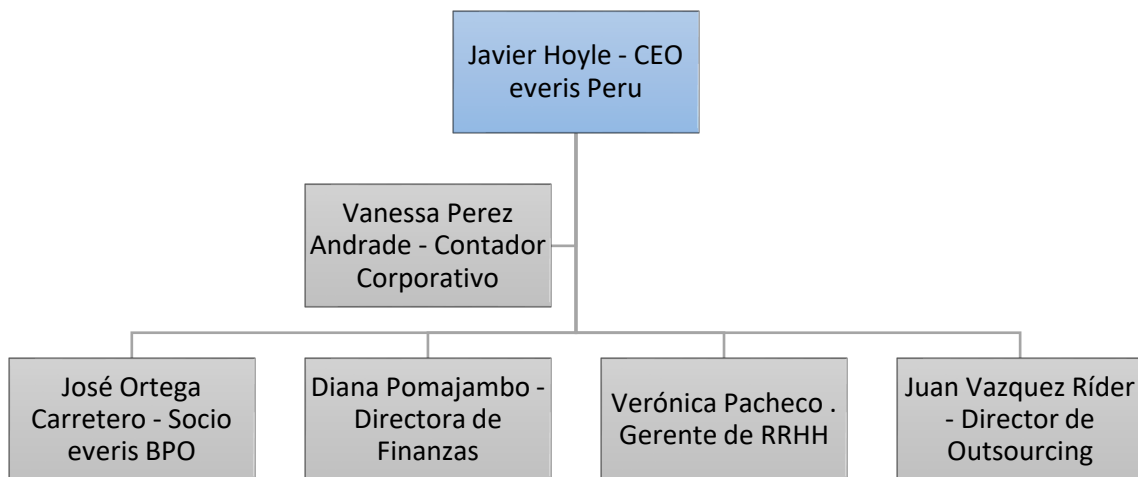 Javier Hoyle - CEO
everis Peru
Vanessa Perez
Andrade - Contador
Corporativo
José Ortega
Carretero - Socio
everis BPO
Diana Pomajambo -
Directora de
Finanzas
Verónica Pacheco .
Gerente de RRHH
Juan Vazquez Ríder
- Director de
Outsourcing